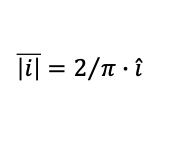 |i|̅ = 2/π · î